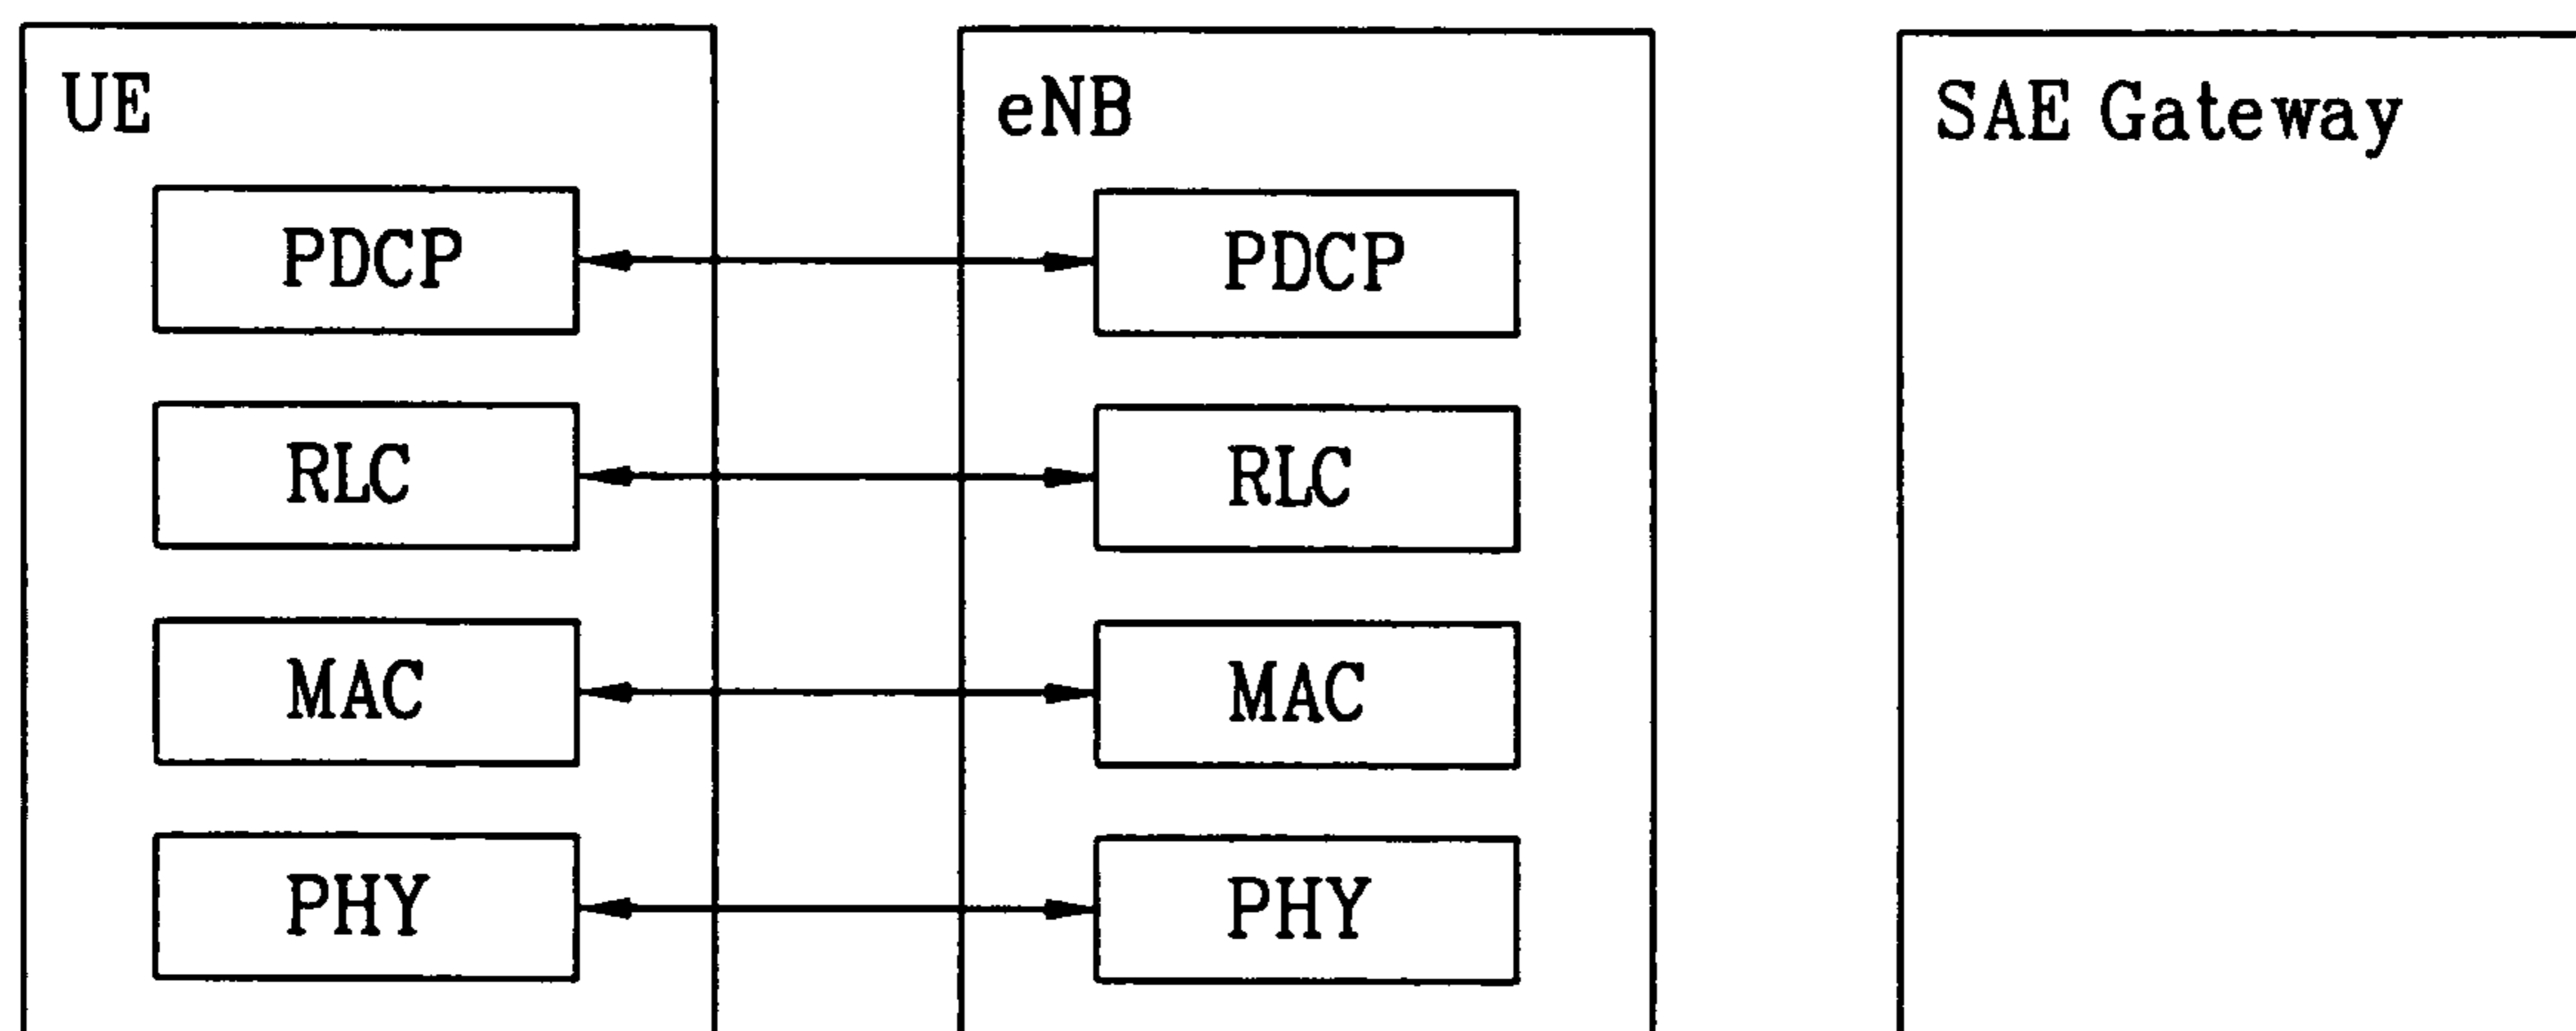 UE
eNB
SAE Gateway
PDCP
PDCP
RLC
RLC
MAC
MAC
PHY
PHY